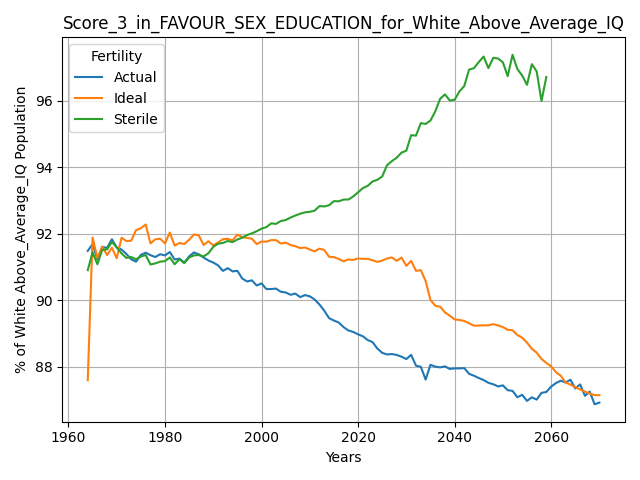 Score_3_in_FAVOUR_SEX_EDUCATION_for_White_Above_Average_IQ
Fertility
Actual
Ideal
Sterile
% of White Above_Average_IQ Population
96
94
92
90
88
1960
1980
2000
2020
2040
2060
Years